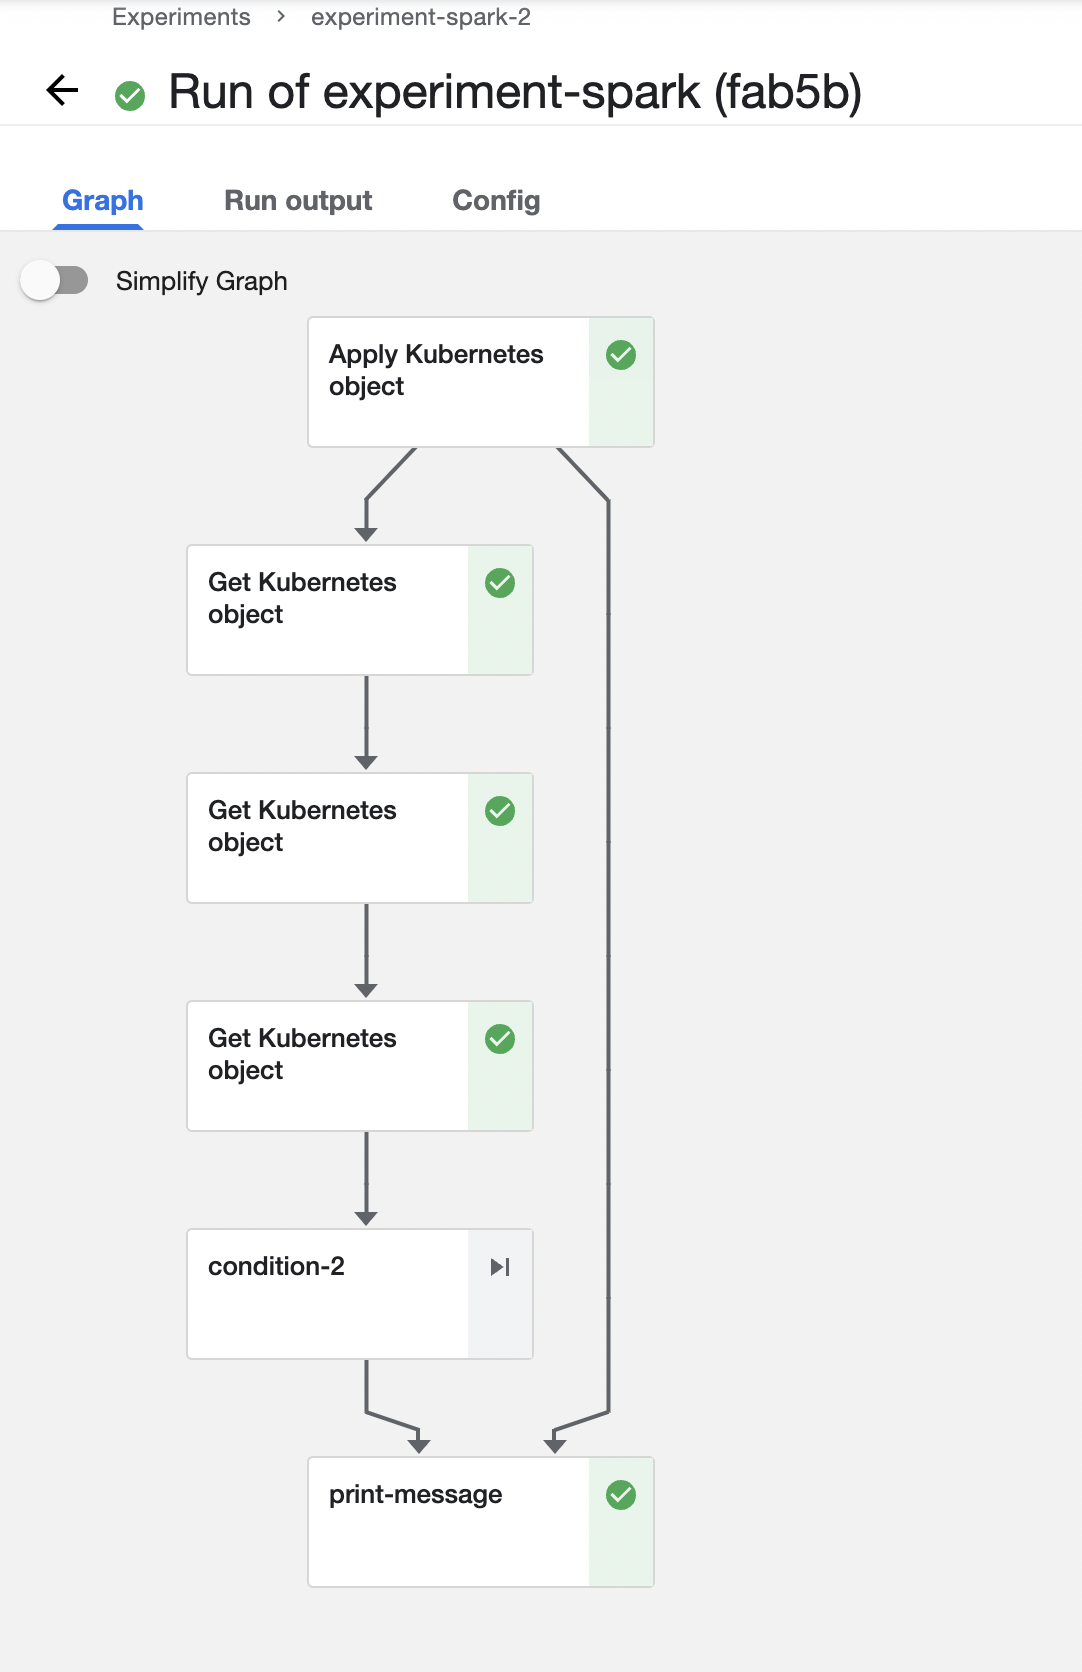 Experiments > experiment-spark-2
Run of experiment-spark (fab5b)
Graph Run output Config
Simplify Graph
Apply Kubernetes
object
Get Kubernetes
object
Get Kubernetes
object
Get Kubernetes
object
condition-2
print-message